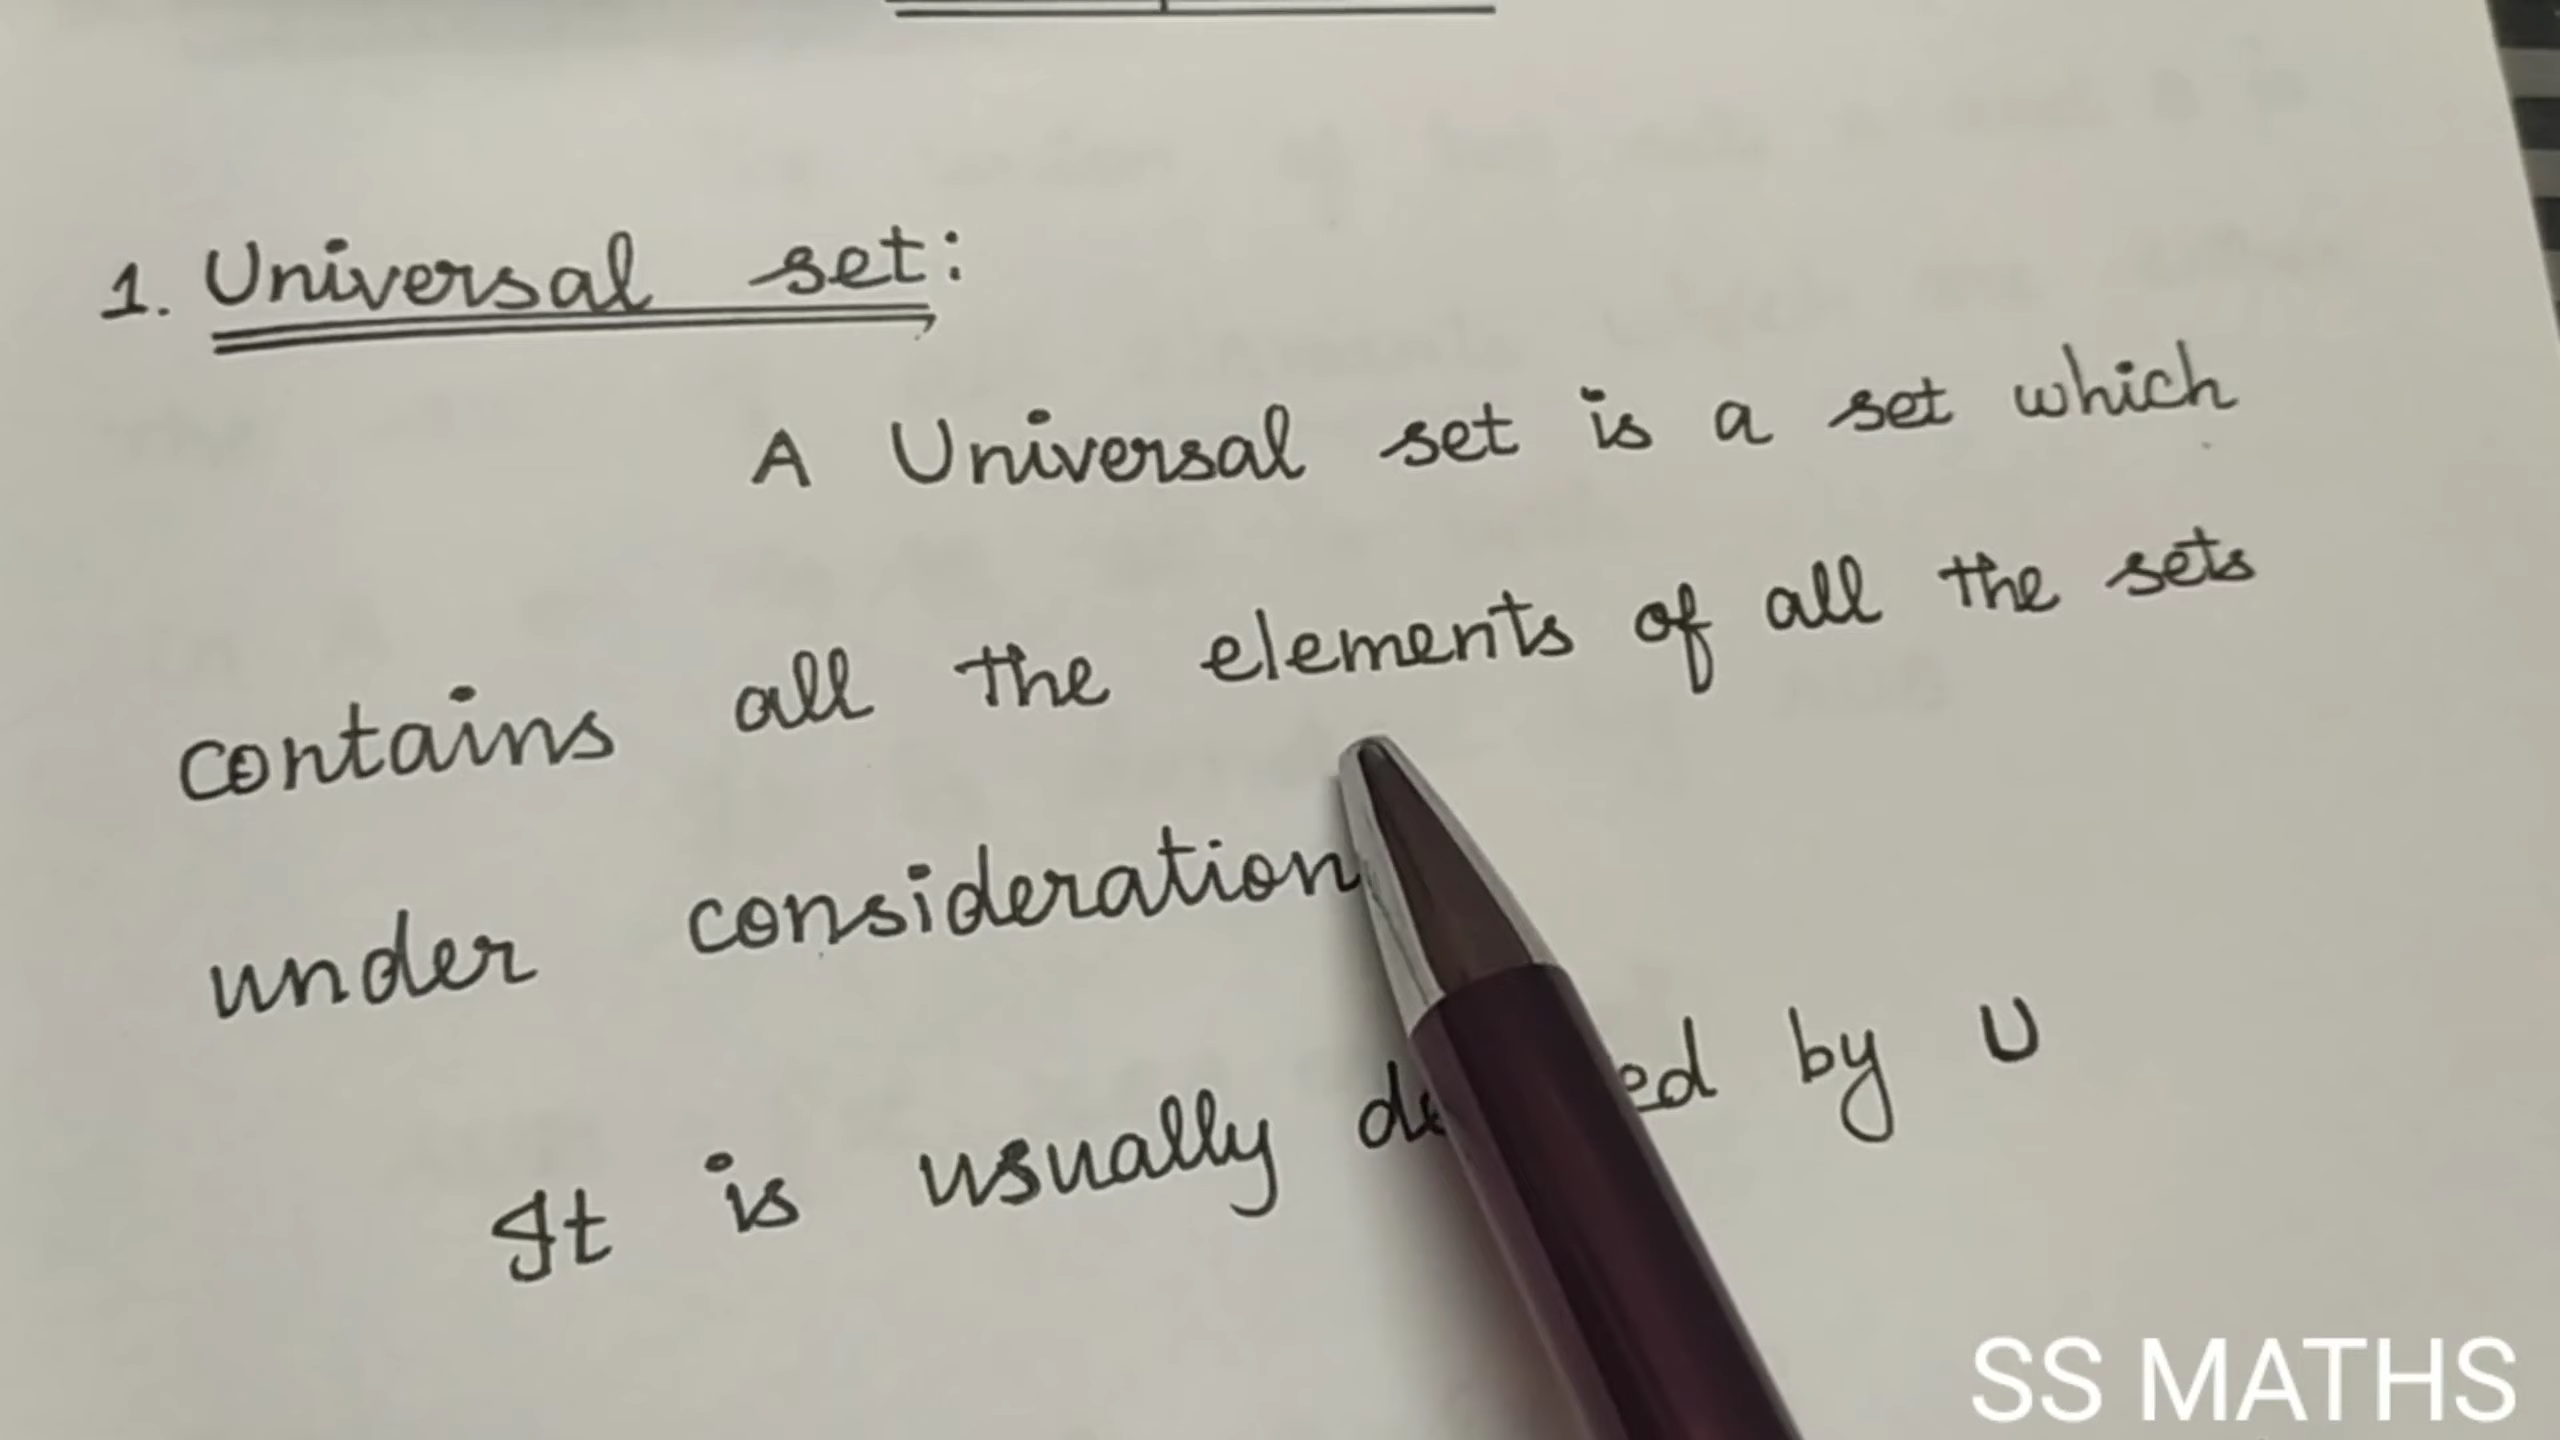 1. Universal set:
A Universal set is a set which
contains all the elements of all the sets
under consideration
It is usually by U
SS MATHS